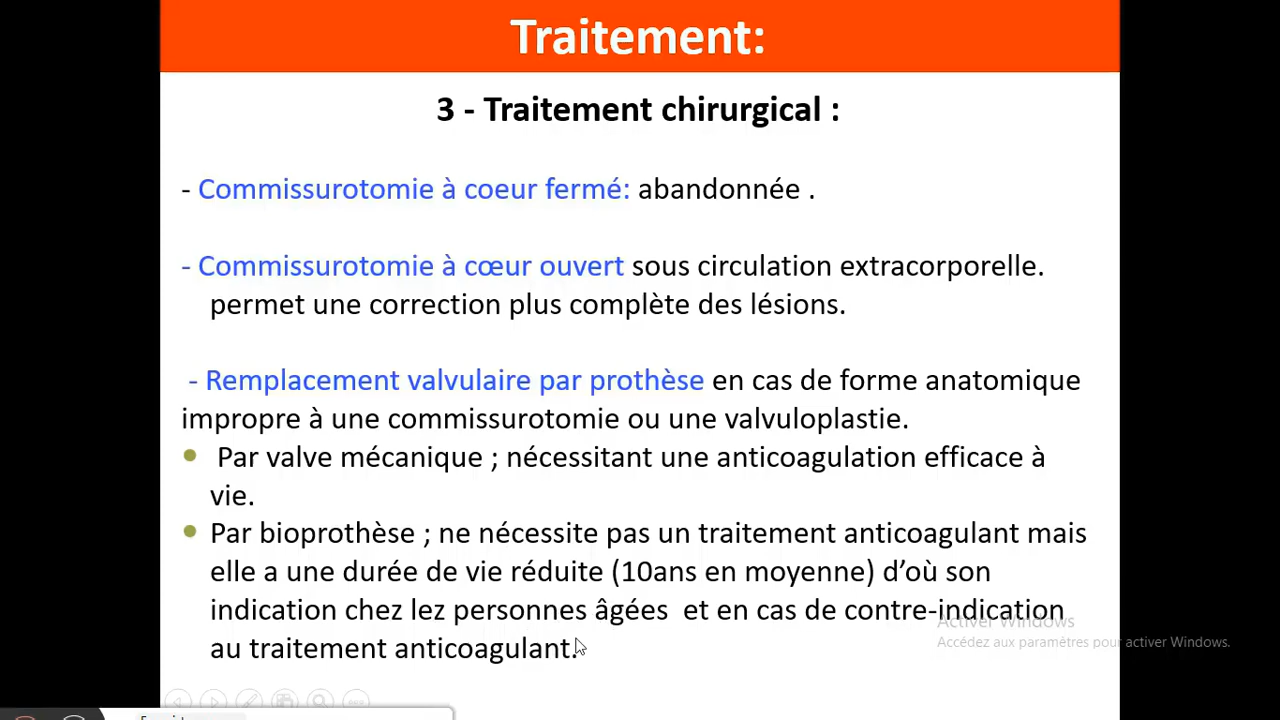 Traitement:
3 - Traitement chirurgical :
- Commissurotomie à coeur fermé: abandonnée .
- Commissurotomie à cœur ouvert sous circulation extracorporelle.
permet une correction plus complète des lésions.
- Remplacement valvulaire par prothèse en cas de forme anatomique
impropre à une commissurotomie ou une valvuloplastie.
Par valve mécanique ; nécessitant une anticoagulation efficace à
vie.
Par bioprothèse ; ne nécessite pas un traitement anticoagulant mais
elle a une durée de vie réduite (10ans en moyenne) d’où son
indication chez lez personnes âgées et en cas de contre-indication
au traitement anticoagulant.
Activer Windows
Accédez aux paramètres pour activer Windows.